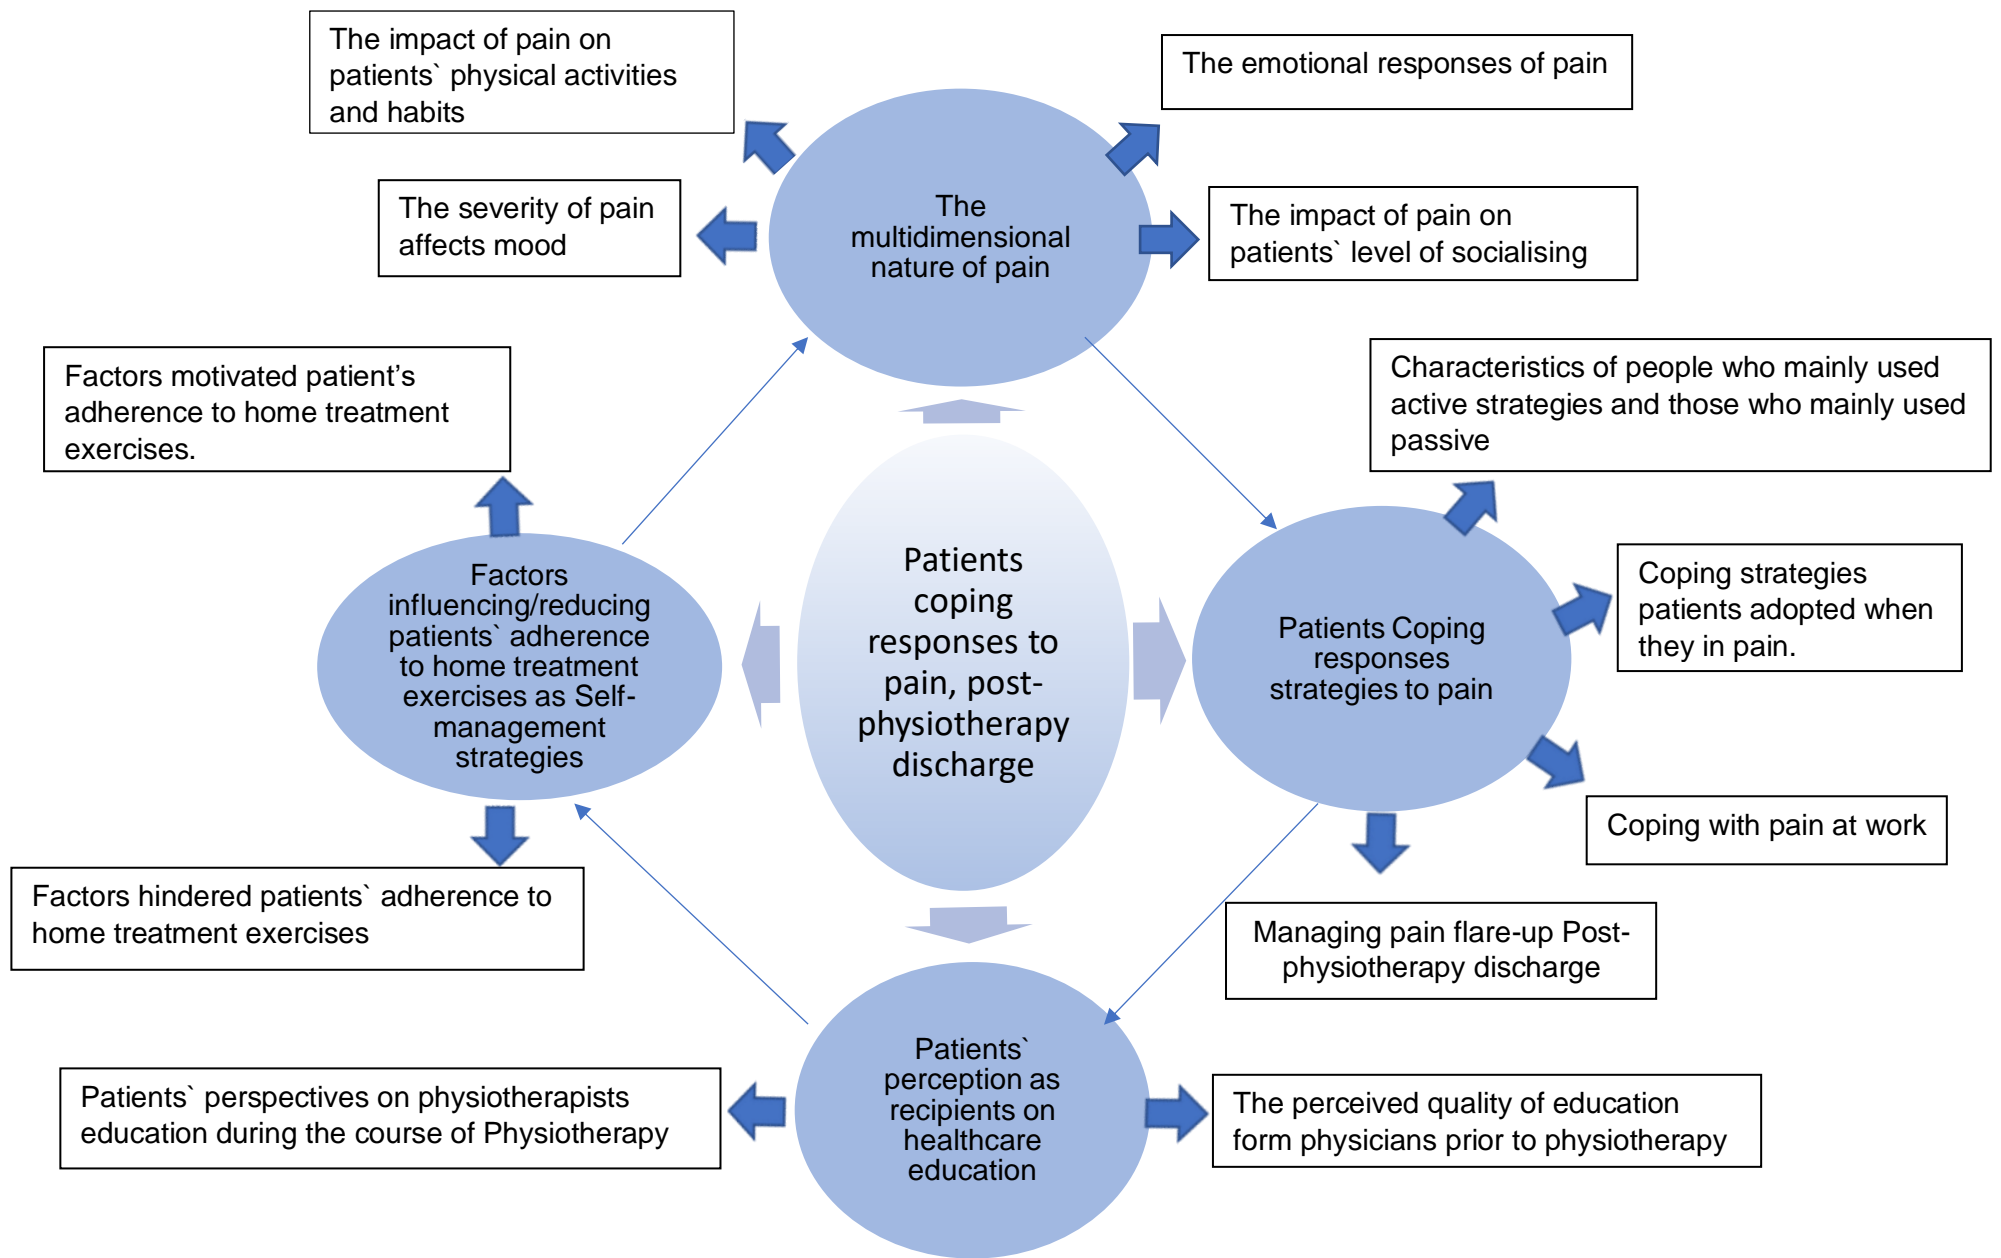 The impact of pain on
patients` physical activities
and habits
The emotional responses of pain
The severity of pain
affects mood
The
multidimensional
nature of pain
The impact of pain on
patients` level of socialising
Factors motivated patient’s
adherence to home treatment
exercises.
Characteristics of people who mainly used
active strategies and those who mainly used
passive
Factors
influencing/reducing
patients` adherence
to home treatment
exercises as Self-
management
strategies
Patients
coping
responses to
pain, post-
physiotherapy
discharge
Patients Coping
responses
strategies to pain
Coping strategies
patients adopted when
they in pain.
Coping with pain at work
Factors hindered patients` adherence to
home treatment exercises
Managing pain flare-up Post-
physiotherapy discharge
Patients` perspectives on physiotherapists
education during the course of Physiotherapy
Patients`
perception as
recipients on
healthcare
education
The perceived quality of education
form physicians prior to physiotherapy